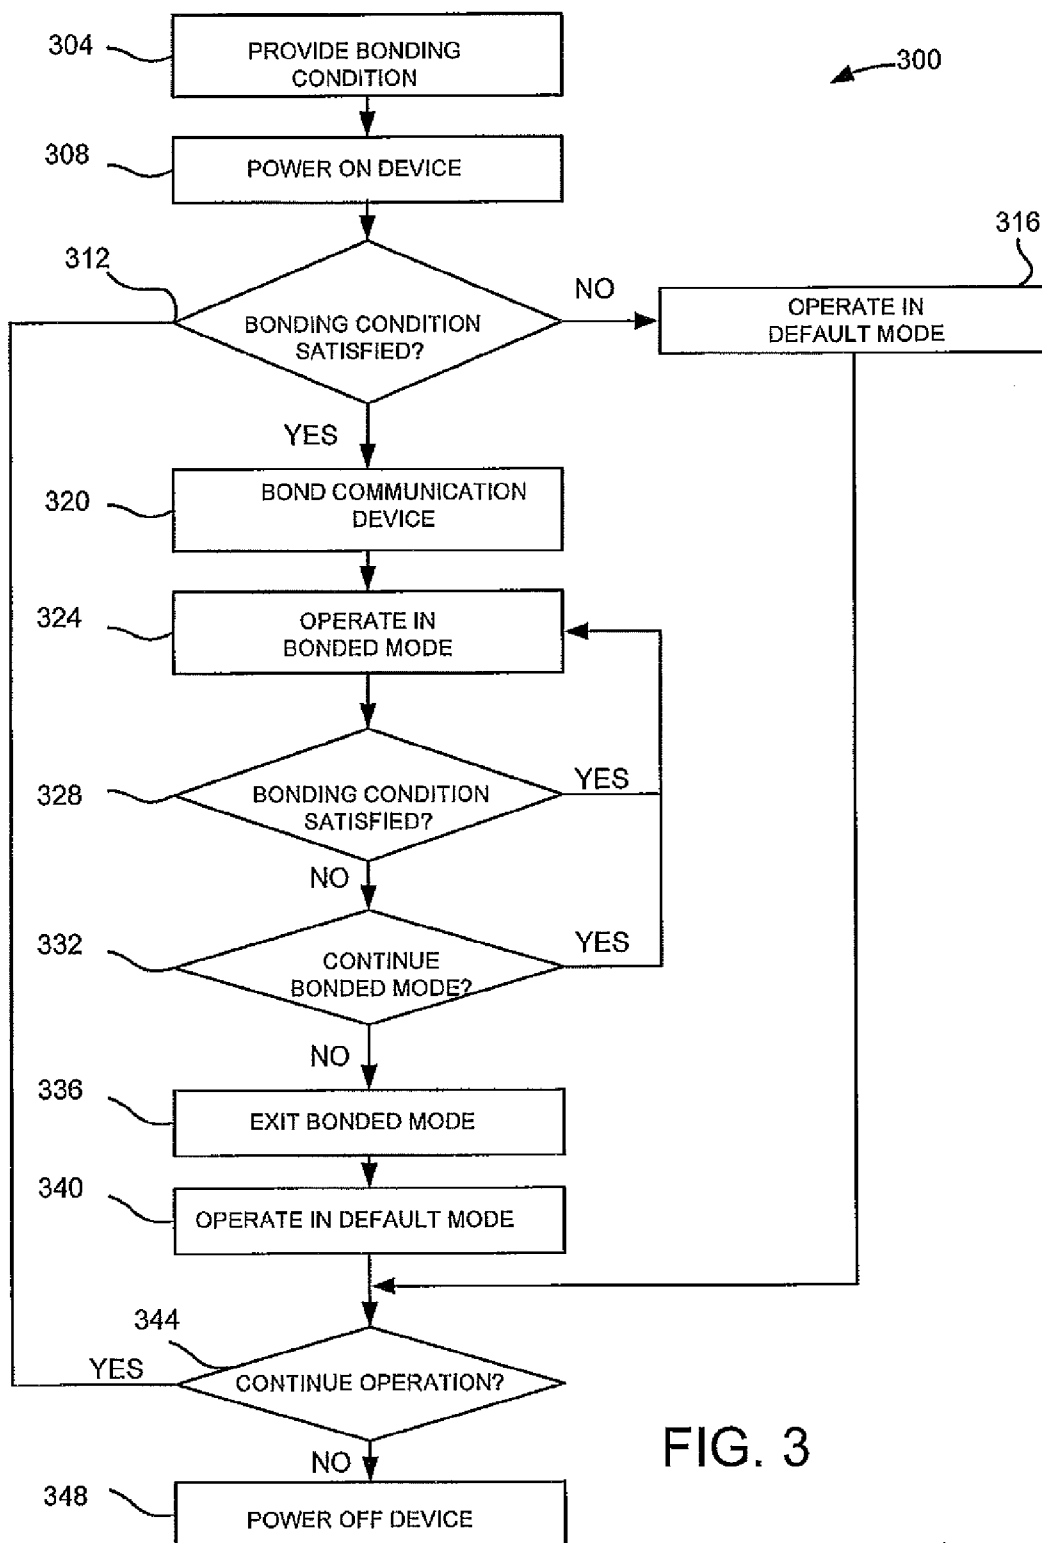 304
PROVIDE BONDING
CONDITION
300
308
POWER ON DEVICE
312
BONDING CONDITION
SATISFIED?
NO
316
OPERATE IN
DEFAULT MODE
YES
320
BOND COMMUNICATION
DEVICE
324
OPERATE IN
BONDED MODE
328
BONDING CONDITION
SATISFIED?
YES
NO
332
CONTINUE
BONDED MODE?
YES
NO
336
EXIT BONDED MODE
340
OPERATE IN DEFAULT MODE
344
YES
CONTINUE OPERATION?
NO
348
POWER OFF DEVICE
FIG. 3